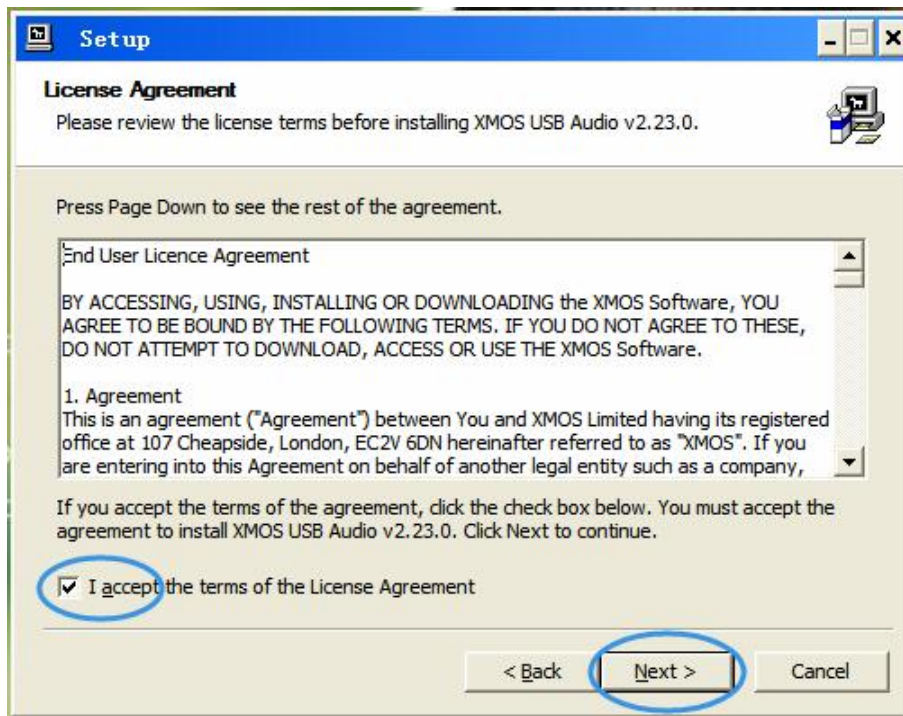 Setup
License Agreement
Please review the license terms before installing XMOS USB Audio v2.23.0.
Press Page Down to see the rest of the agreement.
End User Licence Agreement
BY ACCESSING, USING, INSTALLING OR DOWNLOADING the XMOS Software, YOU
AGREE TO BE BOUND BY THE FOLLOWING TERMS. IF YOU DO NOT AGREE TO THESE,
DO NOT ATTEMPT TO DOWNLOAD, ACCESS OR USE THE XMOS Software.
1. Agreement
This is an agreement ("Agreement") between You and XMOS Limited having its registered
office at 107 Cheapside, London, EC2V 6DN hereinafter referred to as "XMOS". If you
are entering into this Agreement on behalf of another legal entity such as a company,
If you accept the terms of the agreement, click the check box below. You must accept the
agreement to install XMOS USB Audio v2.23.0. Click Next to continue.
I accept the terms of the License Agreement
< Back Next > Cancel